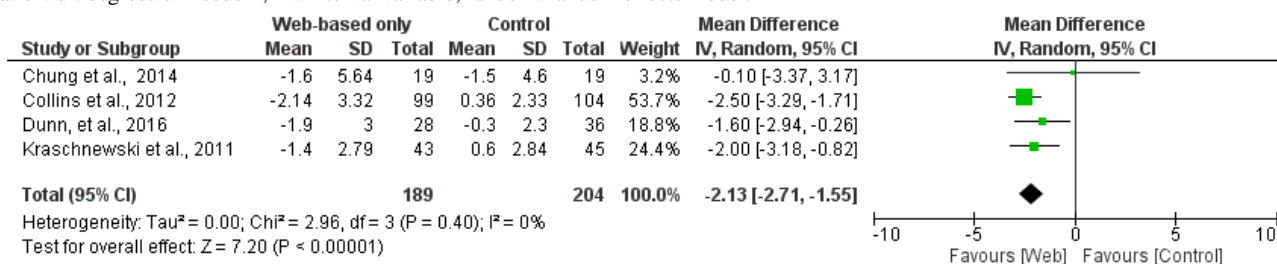 Web-based only Control Mean Difference Mean Difference
Study or Subgroup Mean SD Total Mean SD Total Weight IV, Random, 95% CI IV, Random, 95% CI
Chung et al., 2014 -1.6 5.64 19 -1.5 4.6 19 3.2% -0.10 [-3.37, 3.17]
Collins et al., 2012 -2.14 3.32 99 0.36 2.33 104 53.7% -2.50 [-3.29, -1.71]
Dunn, et al., 2016 -1.9 3 28 -0.3 2.3 36 18.8% -1.60 [-2.94, -0.26]
Kraschnewski et al., 2011 -1.4 2.79 43 0.6 2.84 45 24.4% -2.00 [-3.18, -0.82]
Total (95% CI) 189 204 100.0% -2.13 [-2.71, -1.55]
Heterogeneity: Tau² = 0.00; Chi² = 2.96, df = 3 (P = 0.40); I² = 0%
Test for overall effect: Z = 7.20 (P < 0.00001)
-10 -5 0 5 10
Favours [Web] Favours [Control]